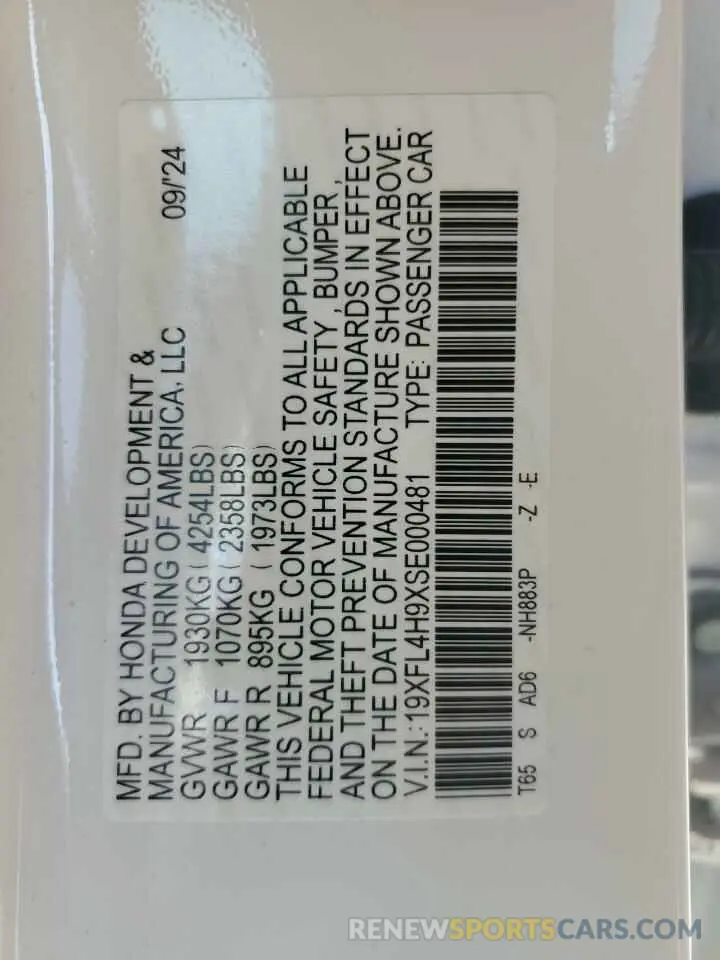 MFD. BY HONDA DEVELOPMENT &
MANUFACTURING OF AMERICA, LLC 09/'24
GVWR 1930KG ( 4254LBS)
GAWR F 1070KG ( 2358LBS)
GAWR R 895KG ( 1973LBS)
THIS VEHICLE CONFORMS TO ALL APPLICABLE
FEDERAL MOTOR VEHICLE SAFETY , BUMPER ,
AND THEFT PREVENTION STANDARDS IN EFFECT
ON THE DATE OF MANUFACTURE SHOWN ABOVE.
V.I.N.: 19XFL4H9XSE000481 TYPE: PASSENGER CAR
T65 S AD6 -NH883P -Z -E
RENEWSPORTSCARS.COM